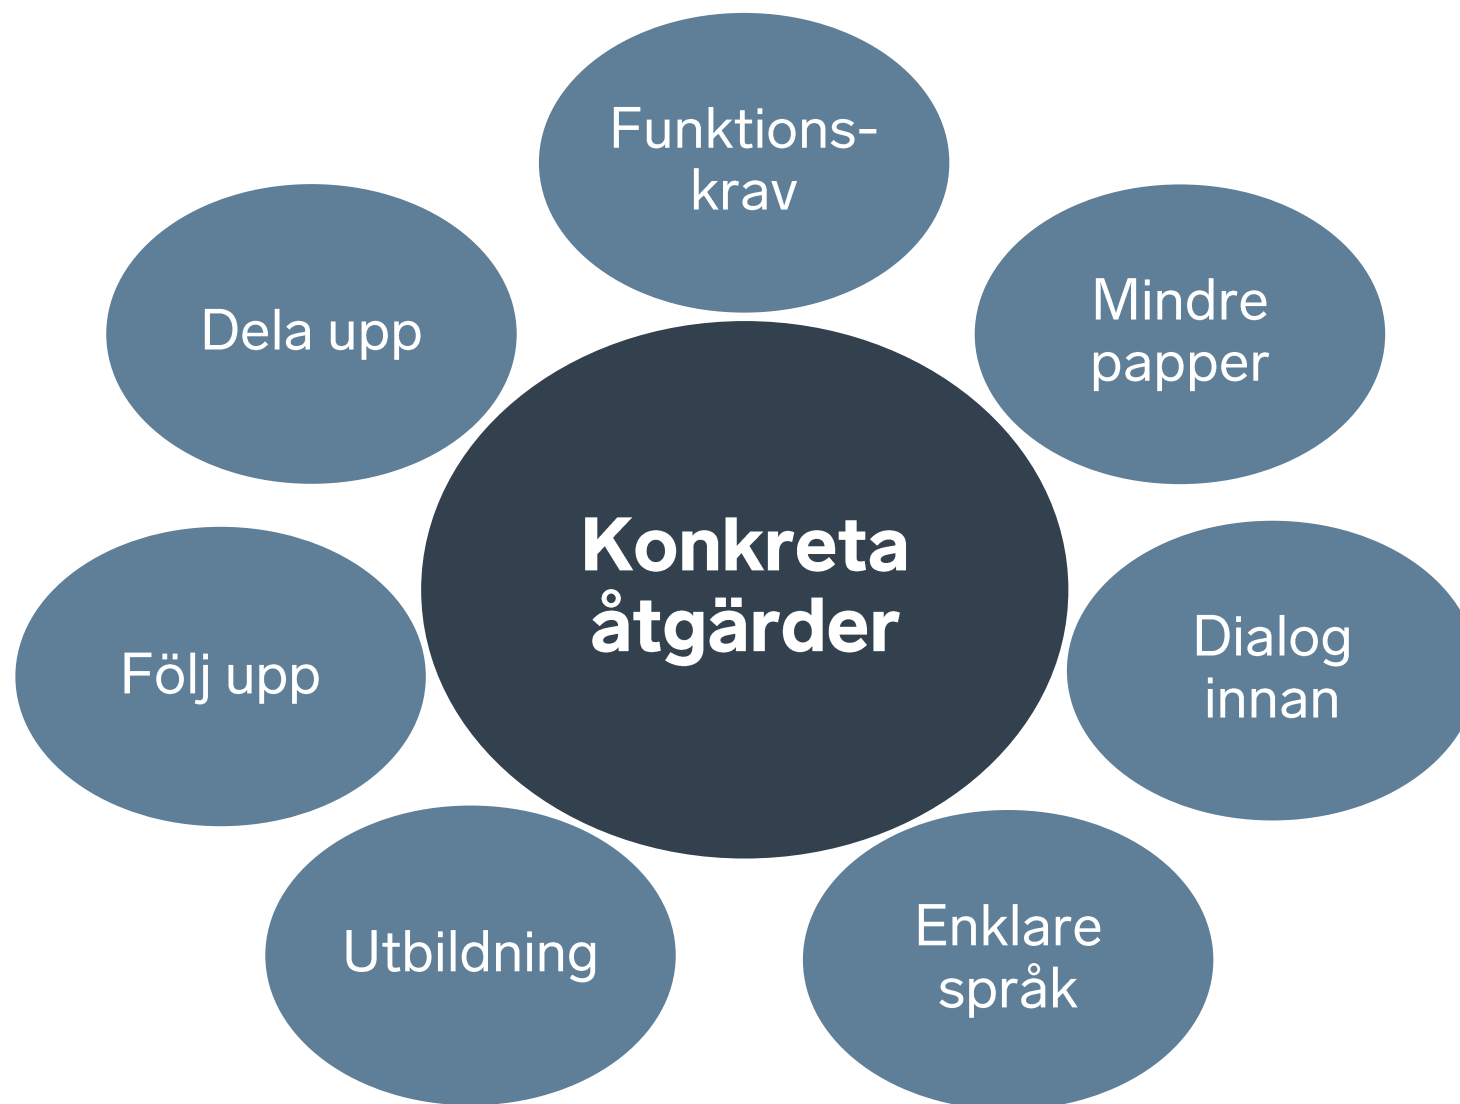 Funktions-
krav
Mindre
papper
Dela upp
Konkreta
åtgärder
Dialog
innan
Följ upp
Enklare
språk
Utbildning